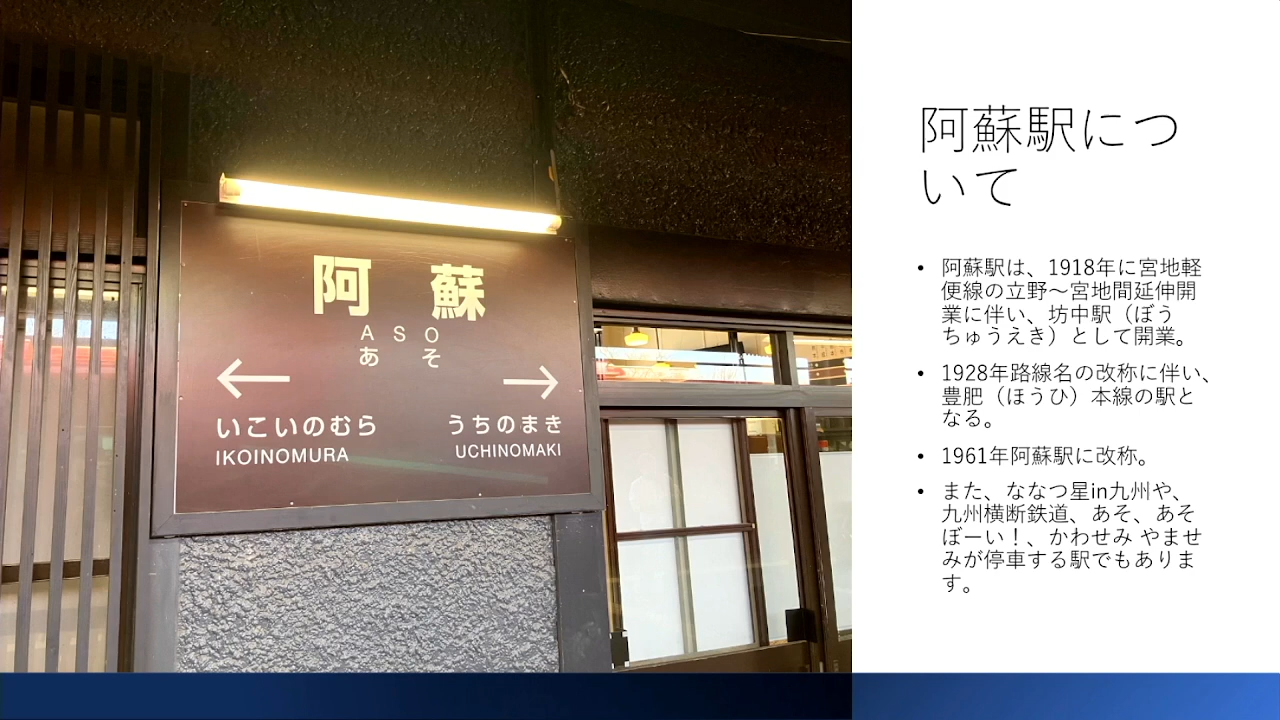 阿蘇
ASO
あそ
いこいのむら
IKOINOMURA
うちのまき
UCHINOMAKI
阿蘇駅につ
いて
• 阿蘇駅は、1918年に宮地軽
便線の立野～宮地間延伸開
業に伴い、坊中駅（ぼう
ちゅうえき）として開業。
• 1928年路線名の改称に伴い、
豊肥（ほうひ）本線の駅と
なる。
• 1961年阿蘇駅に改称。
• また、ななつ星in九州や、
九州横断鉄道、あそ、あそ
ぼーい！、かわせみ やませ
みが停車する駅でもありま
す。